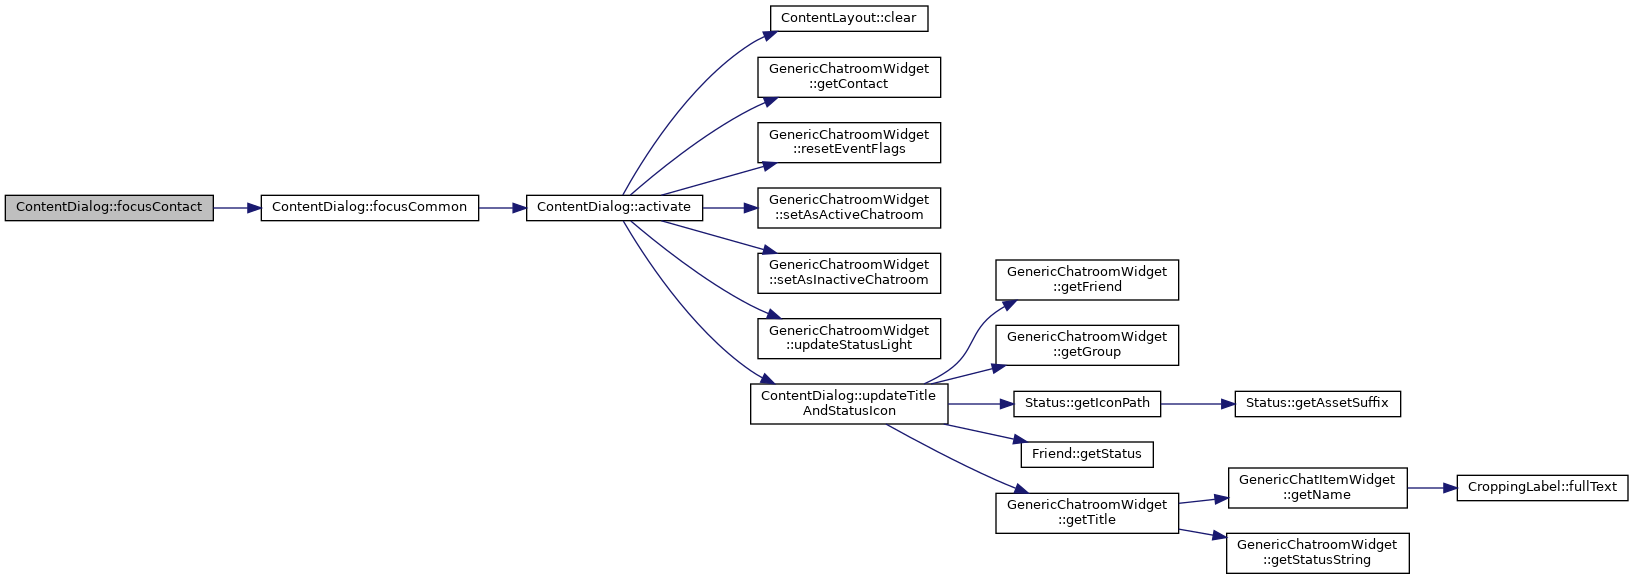 ContentDialog::focusContact
ContentDialog::focusCommon
ContentDialog::activate
ContentLayout::clear
GenericChatroomWidget
::getContact
GenericChatroomWidget
::resetEventFlags
GenericChatroomWidget
::setAsActiveChatroom
GenericChatroomWidget
::setAsInactiveChatroom
GenericChatroomWidget
::updateStatusLight
ContentDialog::updateTitle
AndStatusIcon
GenericChatroomWidget
::getFriend
GenericChatroomWidget
::getGroup
Status::getIconPath
Status::getAssetSuffix
Friend::getStatus
GenericChatroomWidget
::getTitle
GenericChatItemWidget
::getName
CroppingLabel::fullText
GenericChatroomWidget
::getStatusString